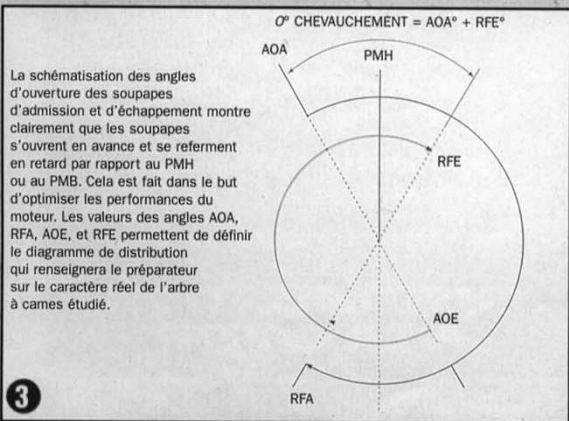 O° CHEVAUCHEMENT = AOA° + RFE°
AOA
PMH
La schématisation des angles
d'ouverture des soupapes
d'admission et d'échappement montre
clairement que les soupapes
s'ouvrent en avance et se referment
en retard par rapport au PMH
ou au PMB. Cela est fait dans le but
d'optimiser les performances du
moteur. Les valeurs des angles AOA,
RFA, AOE, et RFE permettent de définir
le diagramme de distribution
qui renseignera le préparateur
sur le caractère réel de l'arbre
à cames étudié.
RFE
AOE
RFA
3